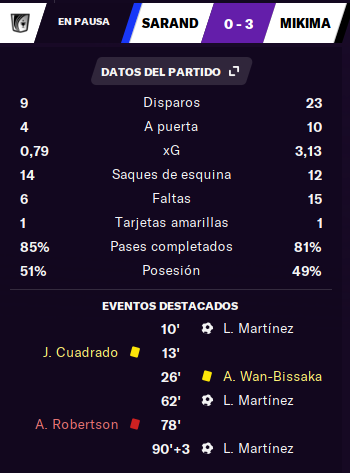 EN PAUSA SARAND 0 - 3 MIKIMA
DATOS DEL PARTIDO
9 Disparos 23
4 A puerta 10
0,79 xG 3,13
14 Saques de esquina 12
6 Faltas 15
1 Tarjetas amarillas 1
85% Pases completados 81%
51% Posesión 49%
EVENTOS DESTACADOS
10' L. Martínez
J. Cuadrado 13'
26' A. Wan-Bissaka
62' L. Martínez
A. Robertson 78'
90'+3 L. Martínez